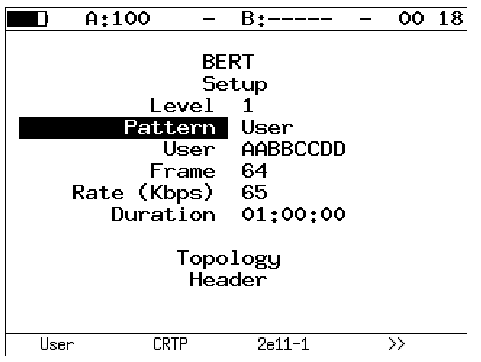 A:100 – B:----- – 00 18
BERT
Setup
Level 1
Pattern User
User AABBCCDD
Frame 64
Rate (Kbps) 65
Duration 01:00:00
Topology
Header
User CRTP 2e11-1 >>